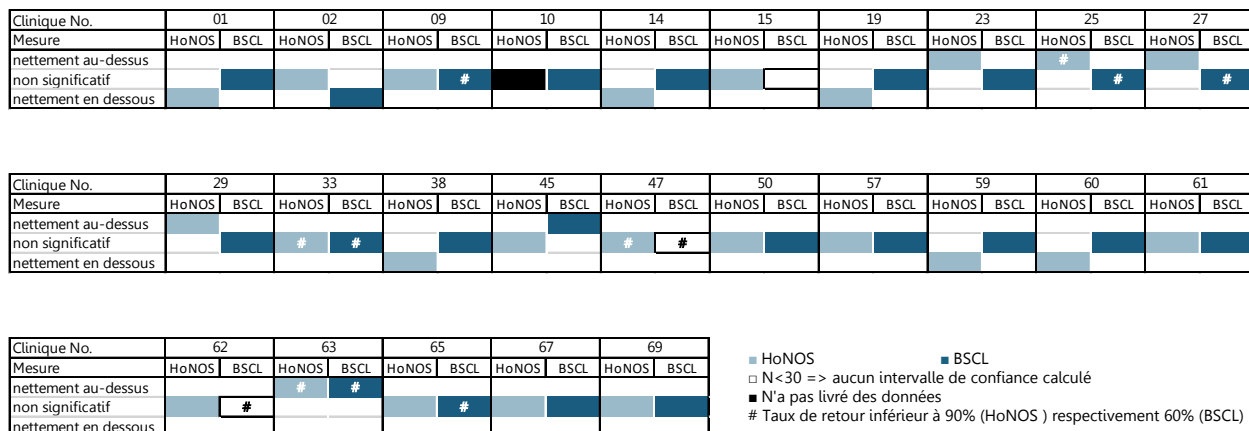 Clinique No. 01 02 09 10 14 15 19 23 25 27
Mesure HoNOS BSCL HoNOS BSCL HoNOS BSCL HoNOS BSCL HoNOS BSCL HoNOS BSCL HoNOS BSCL HoNOS BSCL HoNOS BSCL HoNOS BSCL
nettement au-dessus #
non significatif # # #
nettement en dessous
Clinique No. 29 33 38 45 47 50 57 59 60 61
Mesure HoNOS BSCL HoNOS BSCL HoNOS BSCL HoNOS BSCL HoNOS BSCL HoNOS BSCL HoNOS BSCL HoNOS BSCL HoNOS BSCL HoNOS BSCL
nettement au-dessus
non significatif # # # #
nettement en dessous
Clinique No. 62 63 65 67 69
Mesure HoNOS BSCL HoNOS BSCL HoNOS BSCL HoNOS BSCL HoNOS BSCL
nettement au-dessus # #
non significatif # #
nettement en dessous
HoNOS BSCL
N<30 => aucun intervalle de confiance calculé
N'a pas livré des données
# Taux de retour inférieur à 90% (HoNOS ) respectivement 60% (BSCL)